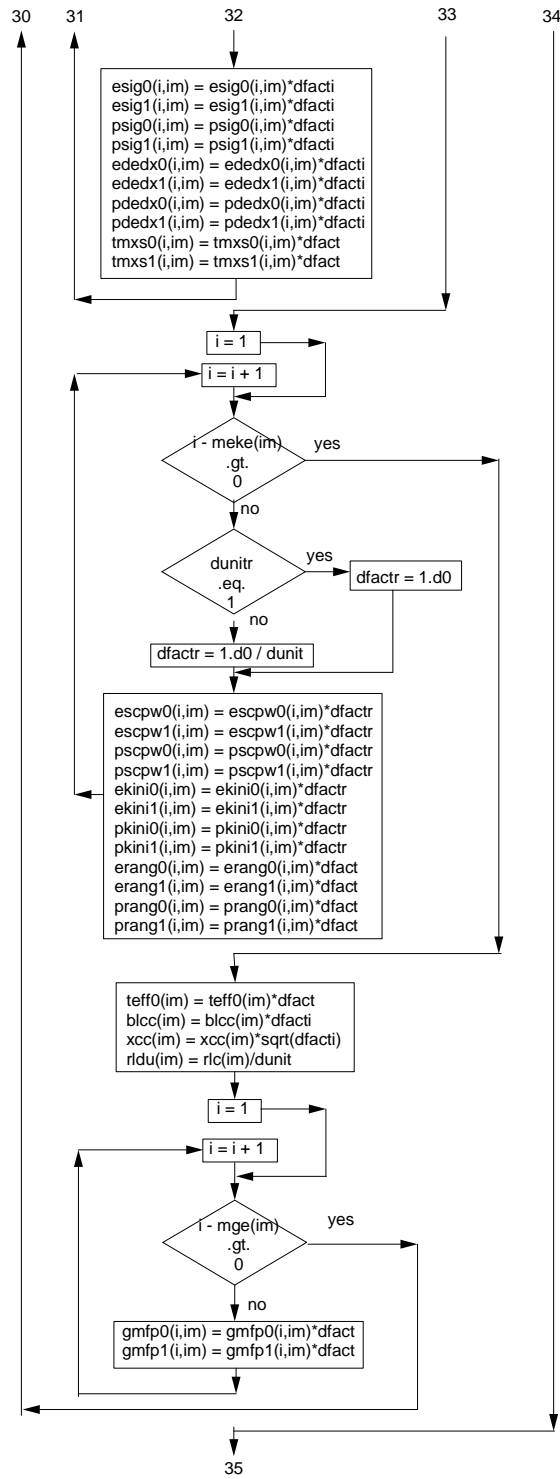 30 31 32 33 34
esig0(i,im) = esig0(i,im)*dfacti
esig1(i,im) = esig1(i,im)*dfacti
psig0(i,im) = psig0(i,im)*dfacti
psig1(i,im) = psig1(i,im)*dfacti
ededx0(i,im) = ededx0(i,im)*dfacti
ededx1(i,im) = ededx1(i,im)*dfacti
pdedx0(i,im) = pdedx0(i,im)*dfacti
pdedx1(i,im) = pdedx1(i,im)*dfacti
tmxs0(i,im) = tmxs0(i,im)*dfact
tmxs1(i,im) = tmxs1(i,im)*dfact
i = 1
i = i + 1
i - meke(im)
.gt.
0
yes
no
dunitr
.eq.
1
yes
dfactr = 1.d0
no
dfactr = 1.d0 / dunit
escpw0(i,im) = escpw0(i,im)*dfactr
escpw1(i,im) = escpw1(i,im)*dfactr
pscpw0(i,im) = pscpw0(i,im)*dfactr
pscpw1(i,im) = pscpw1(i,im)*dfactr
ekini0(i,im) = ekini0(i,im)*dfactr
ekini1(i,im) = ekini1(i,im)*dfactr
pkini0(i,im) = pkini0(i,im)*dfactr
pkini1(i,im) = pkini1(i,im)*dfactr
erang0(i,im) = erang0(i,im)*dfact
erang1(i,im) = erang1(i,im)*dfact
prang0(i,im) = prang0(i,im)*dfact
prang1(i,im) = prang1(i,im)*dfact
teff0(im) = teff0(im)*dfact
blcc(im) = blcc(im)*dfacti
xcc(im) = xcc(im)*sqrt(dfacti)
rldu(im) = rlc(im)/dunit
i = 1
i = i + 1
i - mge(im)
.gt.
0
yes
no
gmfp0(i,im) = gmfp0(i,im)*dfact
gmfp1(i,im) = gmfp1(i,im)*dfact
35